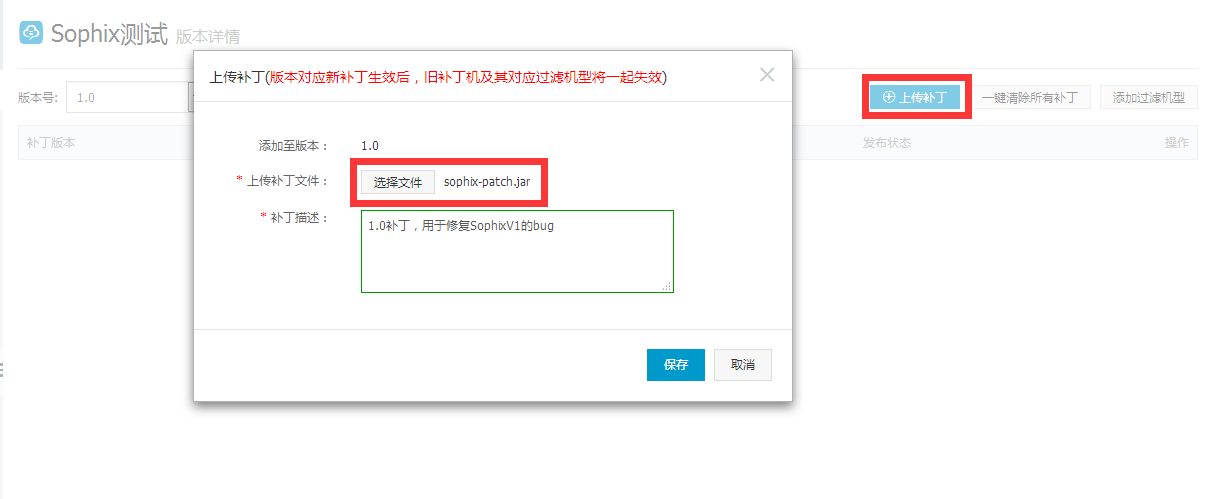 Sophix测试 版本详情
上传补丁(版本对应新补丁生效后，旧补丁机及其对应过滤机型将一起失效)
版本号: 1.0
上传补丁 一键清除所有补丁 添加过滤机型
补丁版本 发布状态 操作
添加至版本： 1.0
* 上传补丁文件： 选择文件 sophix-patch.jar
* 补丁描述： 1.0补丁，用于修复SophixV1的bug
保存 取消